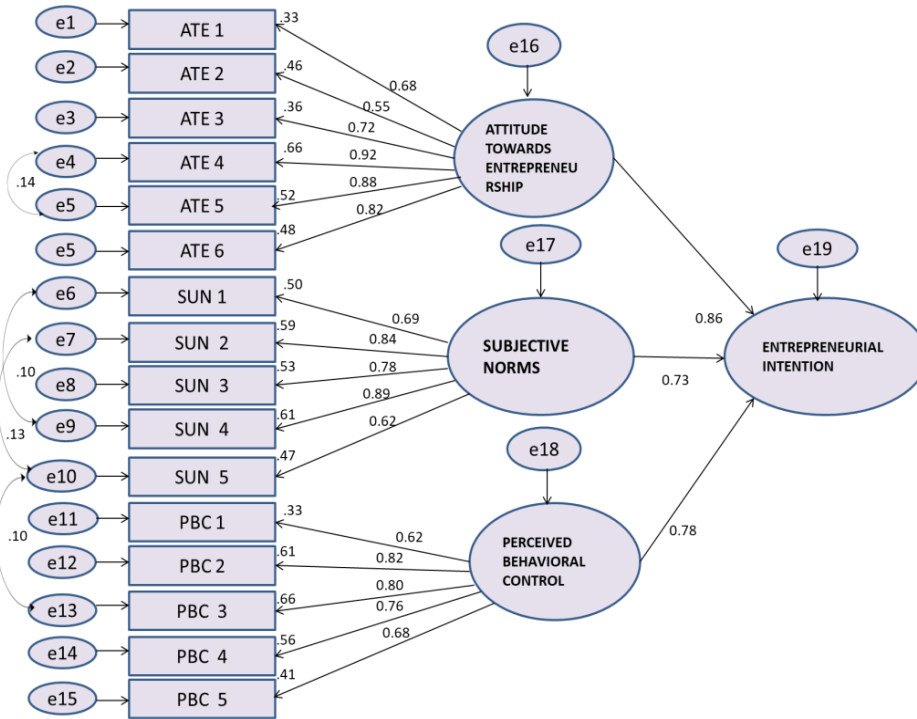 e1
ATE 1
.33
e2
ATE 2
.46
e3
ATE 3
.36
e4
ATE 4
.66
.14
e5
ATE 5
.52
e5
ATE 6
.48
e6
SUN 1
.50
e7
SUN 2
.59
.10
e8
SUN 3
.53
e9
SUN 4
.61
.13
e10
SUN 5
.47
e11
PBC 1
.33
.10
e12
PBC 2
.61
e13
PBC 3
.66
e14
PBC 4
.56
e15
PBC 5
.41
0.68
0.55
0.72
0.92
0.88
0.82
0.69
0.84
0.78
0.89
0.62
0.62
0.82
0.80
0.76
0.68
e16
ATTITUDE
TOWARDS
ENTREPRENEU
RSHIP
e17
SUBJECTIVE
NORMS
e18
PERCEIVED
BEHAVIORAL
CONTROL
0.86
0.73
0.78
e19
ENTREPRENEURIAL
INTENTION